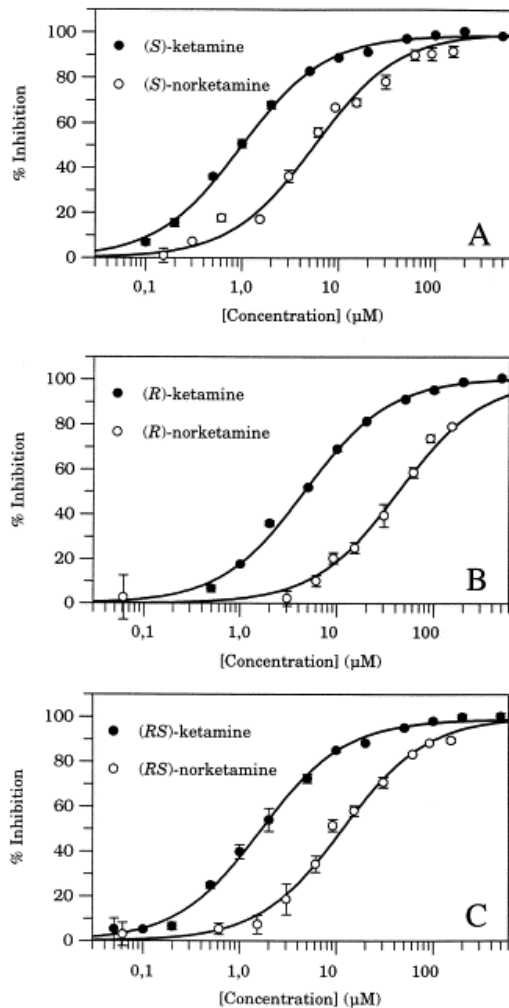 100
80
60
40
20
0
% Inhibition
(S)-ketamine
(S)-norketamine
A
0,1 1,0 10 100
[Concentration] (µM)
100
80
60
40
20
0
% Inhibition
(R)-ketamine
(R)-norketamine
B
0,1 1,0 10 100
[Concentration] (µM)
100
80
60
40
20
0
% Inhibition
(RS)-ketamine
(RS)-norketamine
C
0,1 1,0 10 100
[Concentration] (µM)